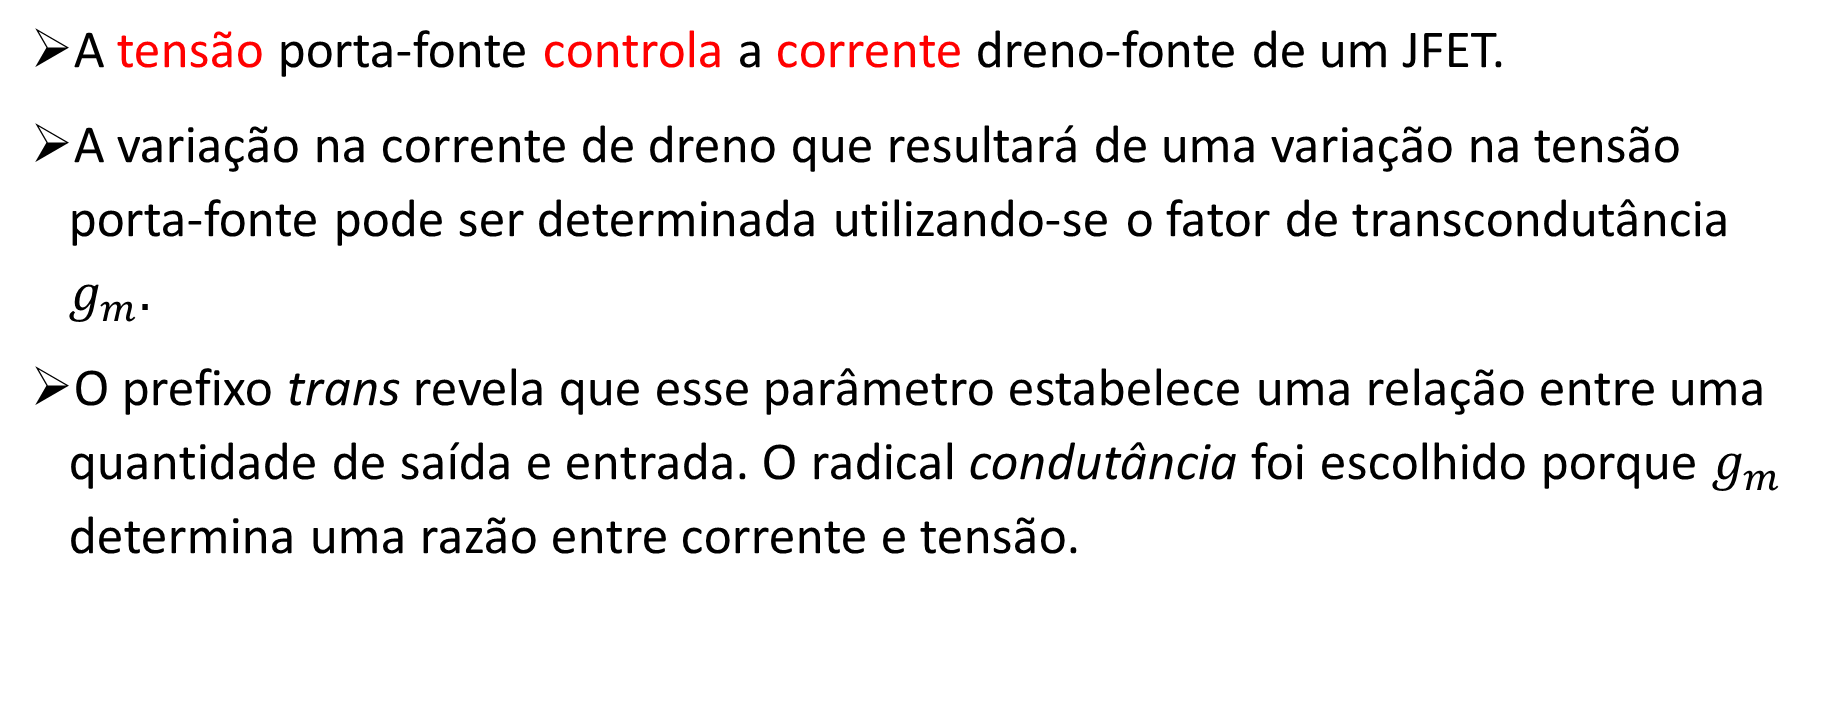 ➢A tensão porta-fonte controla a corrente dreno-fonte de um JFET.
➢A variação na corrente de dreno que resultará de uma variação na tensão
porta-fonte pode ser determinada utilizando-se o fator de transcondutância
gₘ.
➢O prefixo trans revela que esse parâmetro estabelece uma relação entre uma
quantidade de saída e entrada. O radical condutância foi escolhido porque gₘ
determina uma razão entre corrente e tensão.